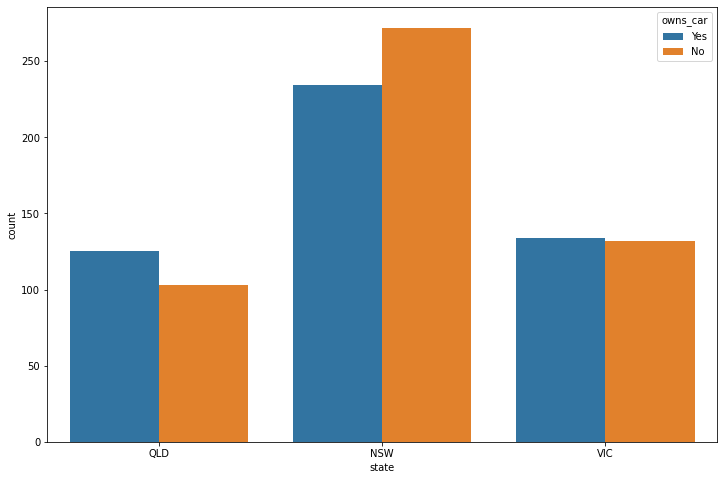 owns_car
Yes
No
250
200
150
100
50
0
count
QLD NSW VIC
state